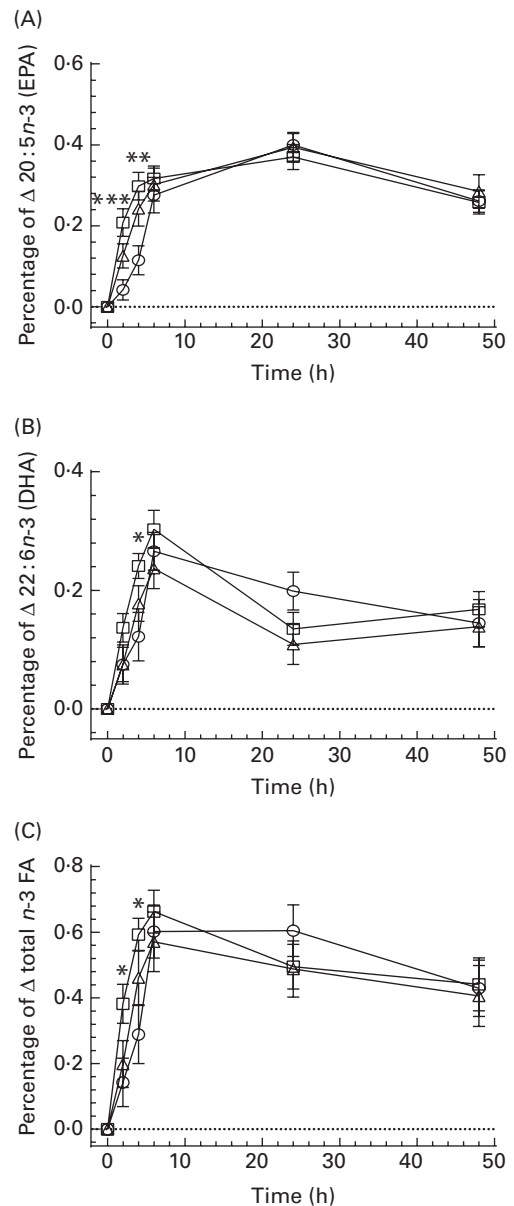 (A)
Percentage of Δ 20:5n-3 (EPA)
0·6
0·4
0·2
0·0
***
**
0 10 20 30 40 50
Time (h)
(B)
Percentage of Δ 22:6n-3 (DHA)
0·4
0·2
0·0
*
0 10 20 30 40 50
Time (h)
(C)
Percentage of Δ total n-3 FA
0·8
0·6
0·4
0·2
0·0
*
*
0 10 20 30 40 50
Time (h)